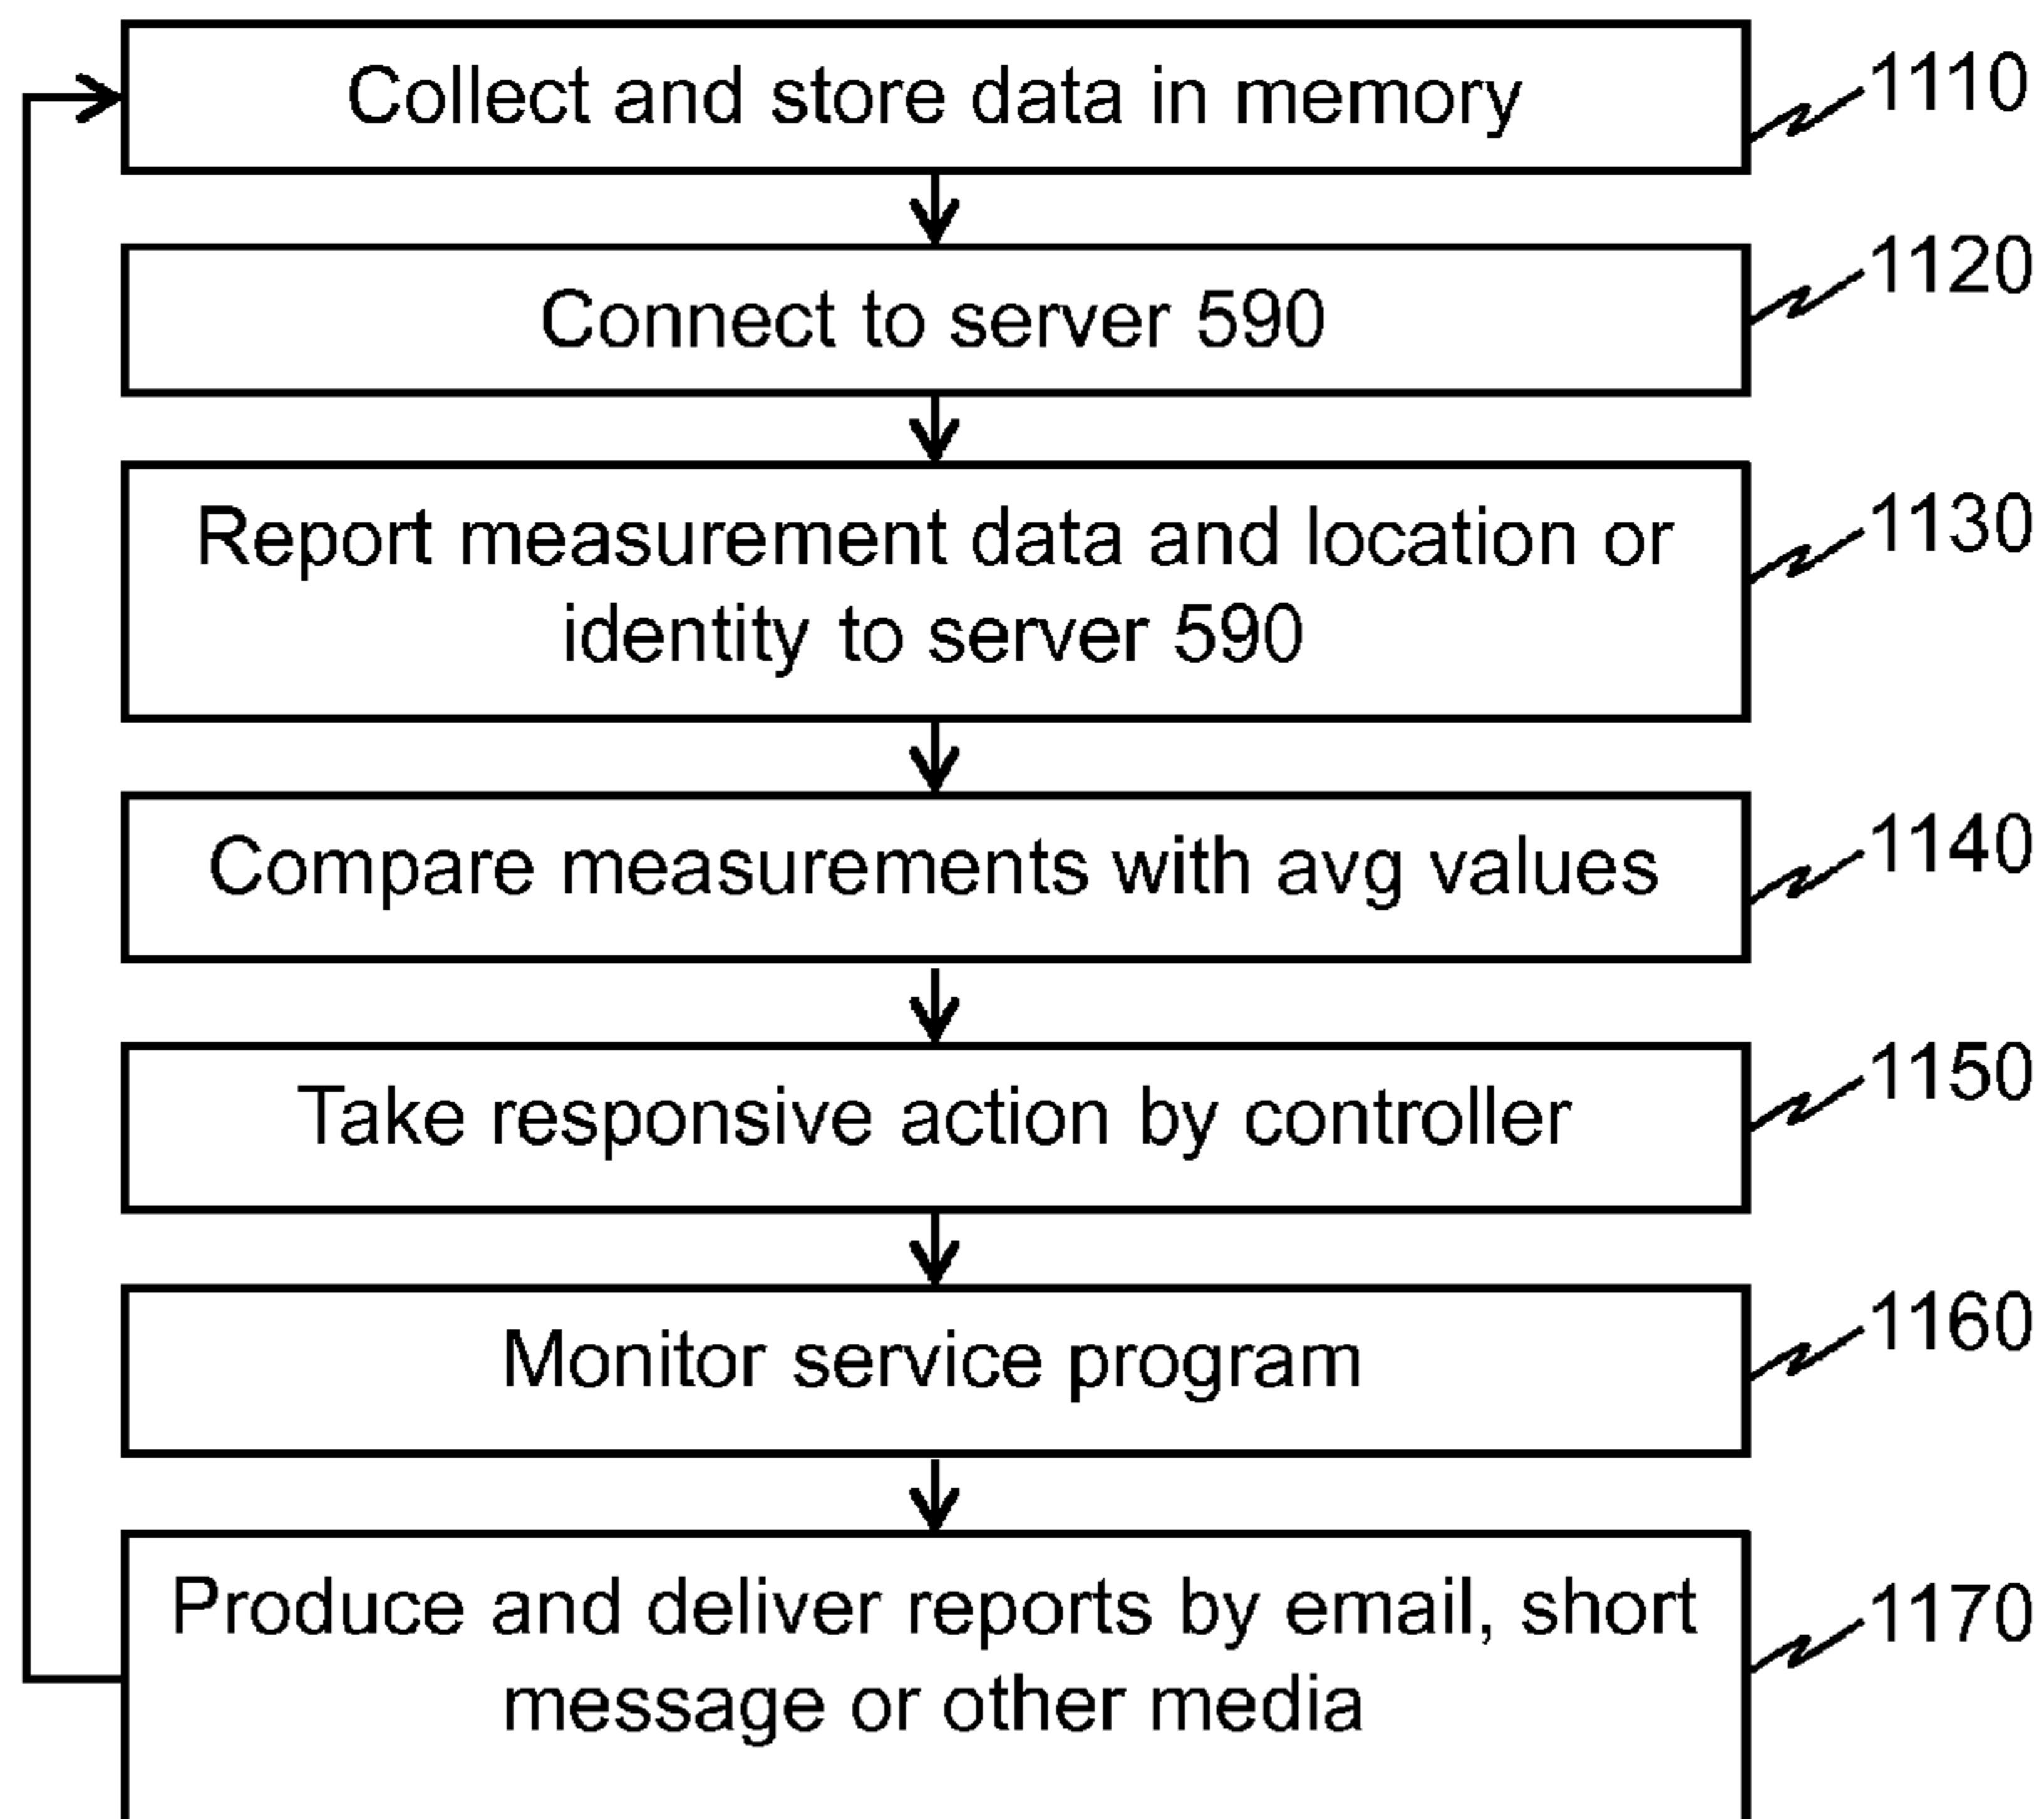 Collect and store data in memory
1110
Connect to server 590
1120
Report measurement data and location or
identity to server 590
1130
Compare measurements with avg values
1140
Take responsive action by controller
1150
Monitor service program
1160
Produce and deliver reports by email, short
message or other media
1170